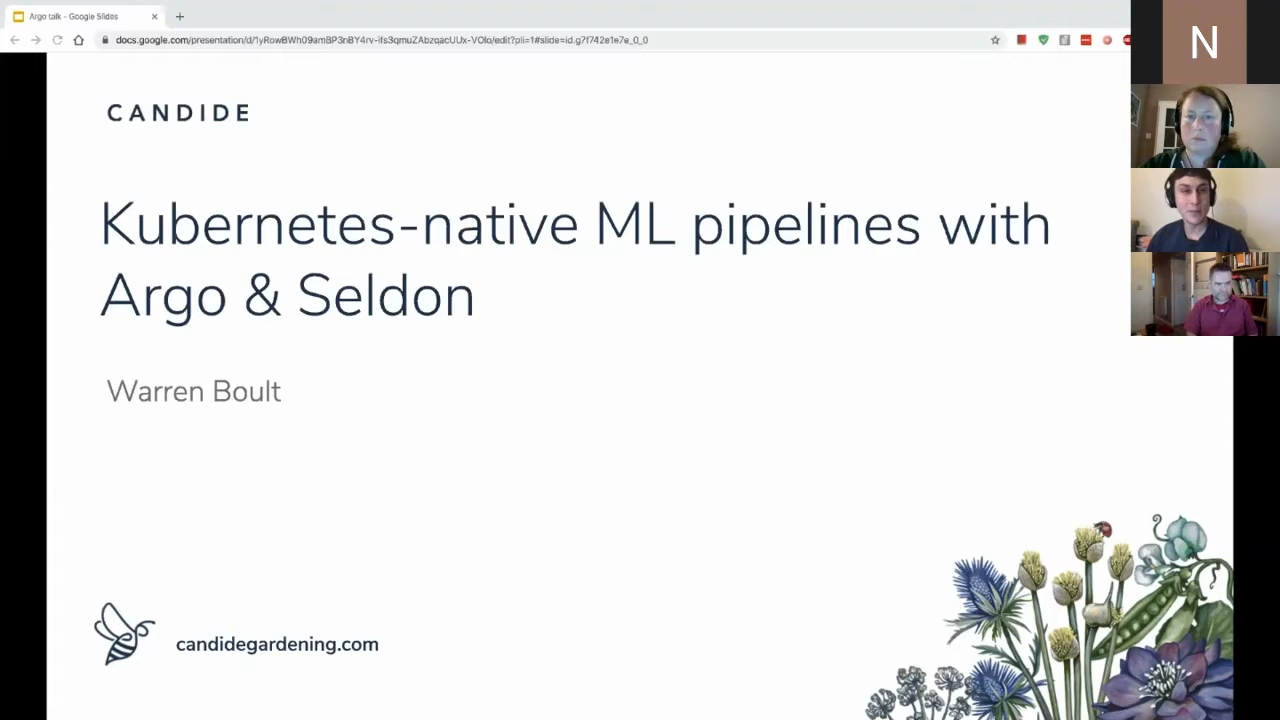 Argo talk - Google Slides
docs.google.com/presentation/d/1yRowBWh09amBP3nBY4rv-ifs3qmuZAbzqacUUx-VOlo/edit?pli=1#slide=id.g7f742e1e7e_0_0
N
CANDIDE
Kubernetes-native ML pipelines with
Argo & Seldon
Warren Boult
candidegardening.com